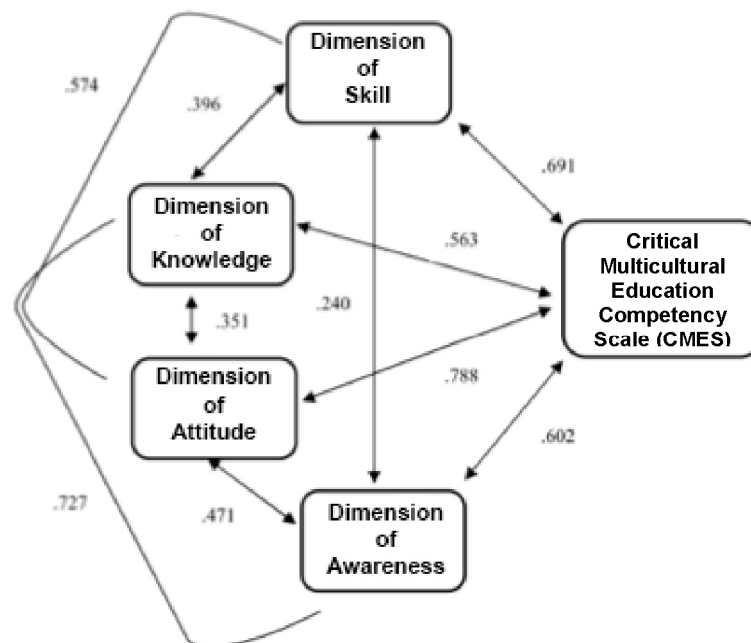 Dimension
of
Skill
.574
.396
.691
Dimension
of
Knowledge
.563
Critical
Multicultural
Education
Competency
Scale (CMES)
.351
.240
Dimension
of
Attitude
.788
.602
.727
.471
Dimension
of
Awareness